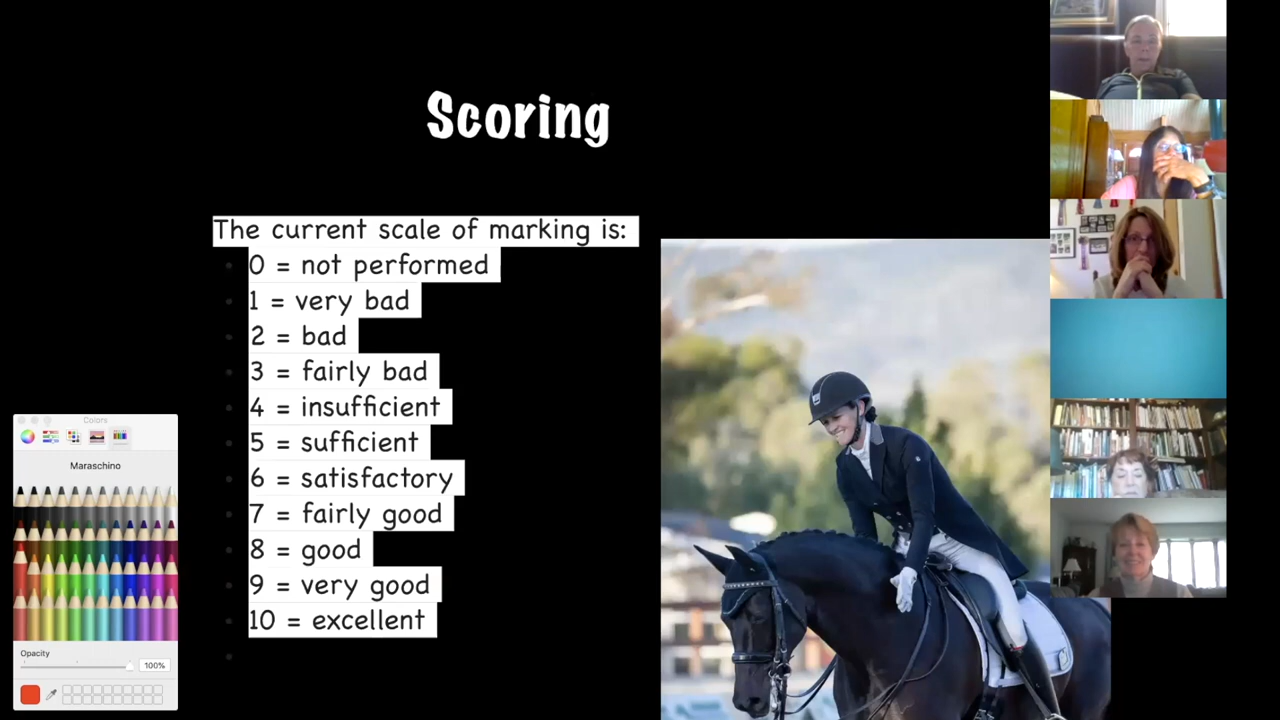 Scoring
The current scale of marking is:
0 = not performed
1 = very bad
2 = bad
3 = fairly bad
4 = insufficient
5 = sufficient
6 = satisfactory
7 = fairly good
8 = good
9 = very good
10 = excellent
Colors
Maraschino
Opacity
100%